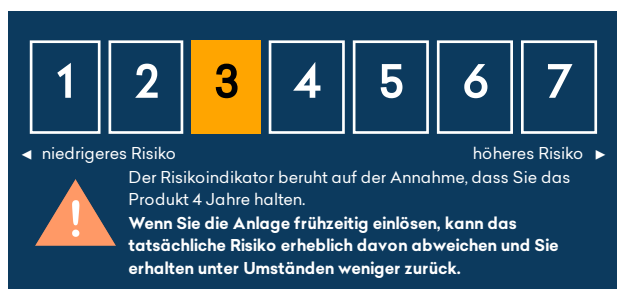 1 2 3 4 5 6 7
◄ niedrigeres Risiko höheres Risiko ►
Der Risikoindikator beruht auf der Annahme, dass Sie das
Produkt 4 Jahre halten.
Wenn Sie die Anlage frühzeitig einlösen, kann das
tatsächliche Risiko erheblich davon abweichen und Sie
erhalten unter Umständen weniger zurück.